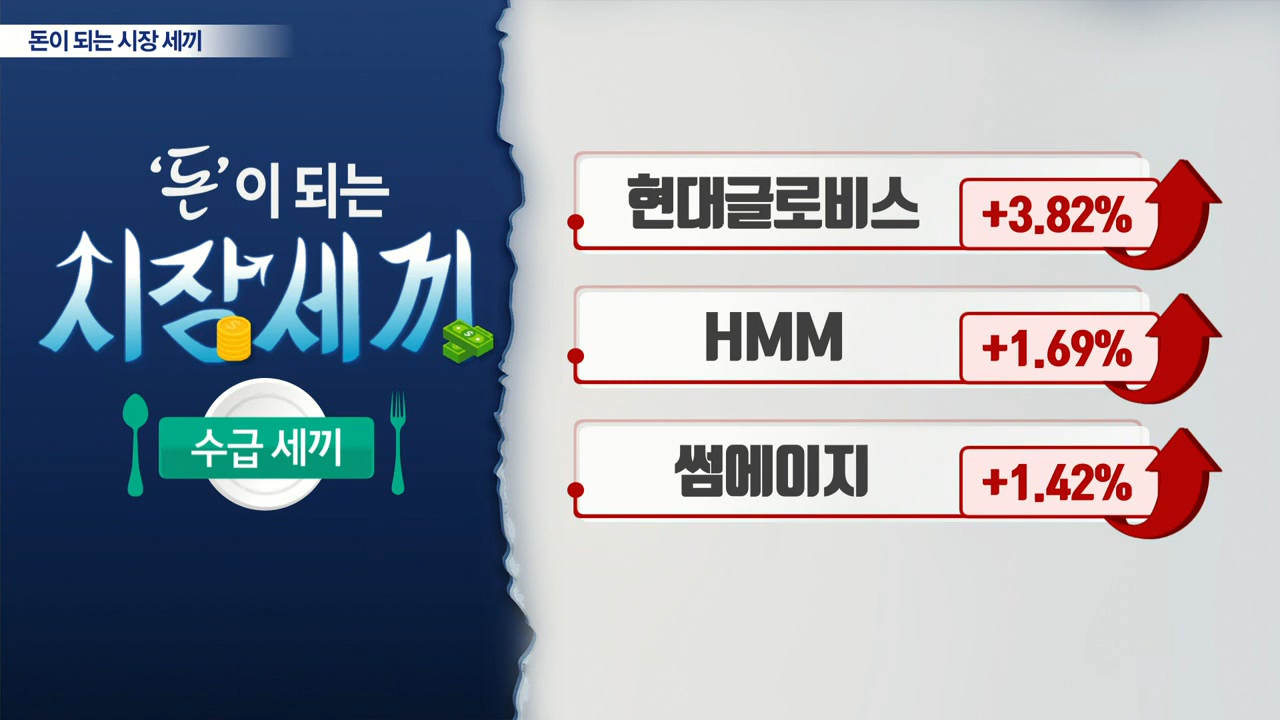 돈이 되는 시장 세끼
‘돈’이 되는
시장세끼
수급 세끼
현대글로비스
+3.82%
HMM
+1.69%
썸에이지
+1.42%